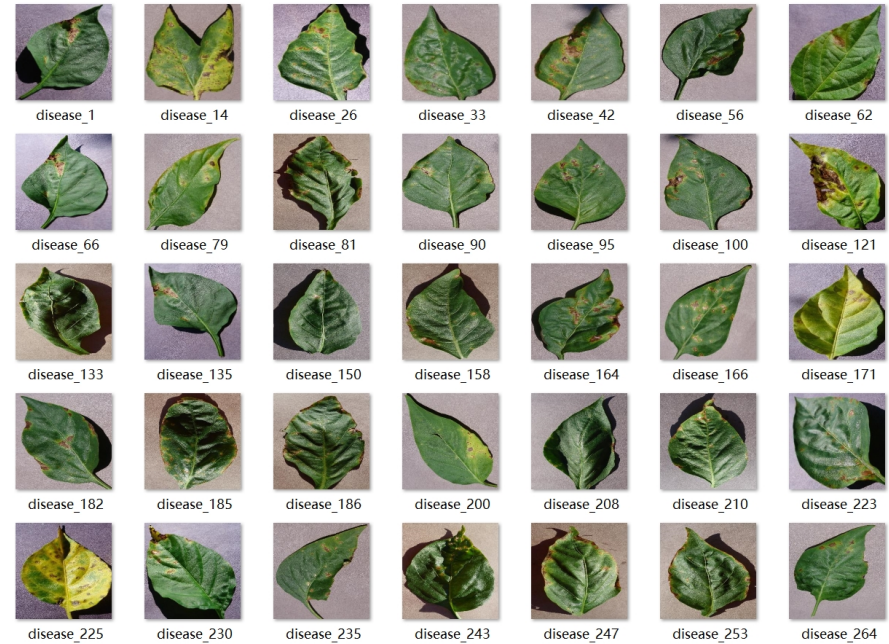 disease_1 disease_14 disease_26 disease_33 disease_42 disease_56 disease_62
disease_66 disease_79 disease_81 disease_90 disease_95 disease_100 disease_121
disease_133 disease_135 disease_150 disease_158 disease_164 disease_166 disease_171
disease_182 disease_185 disease_186 disease_200 disease_208 disease_210 disease_223
disease_225 disease_230 disease_235 disease_243 disease_247 disease_253 disease_264